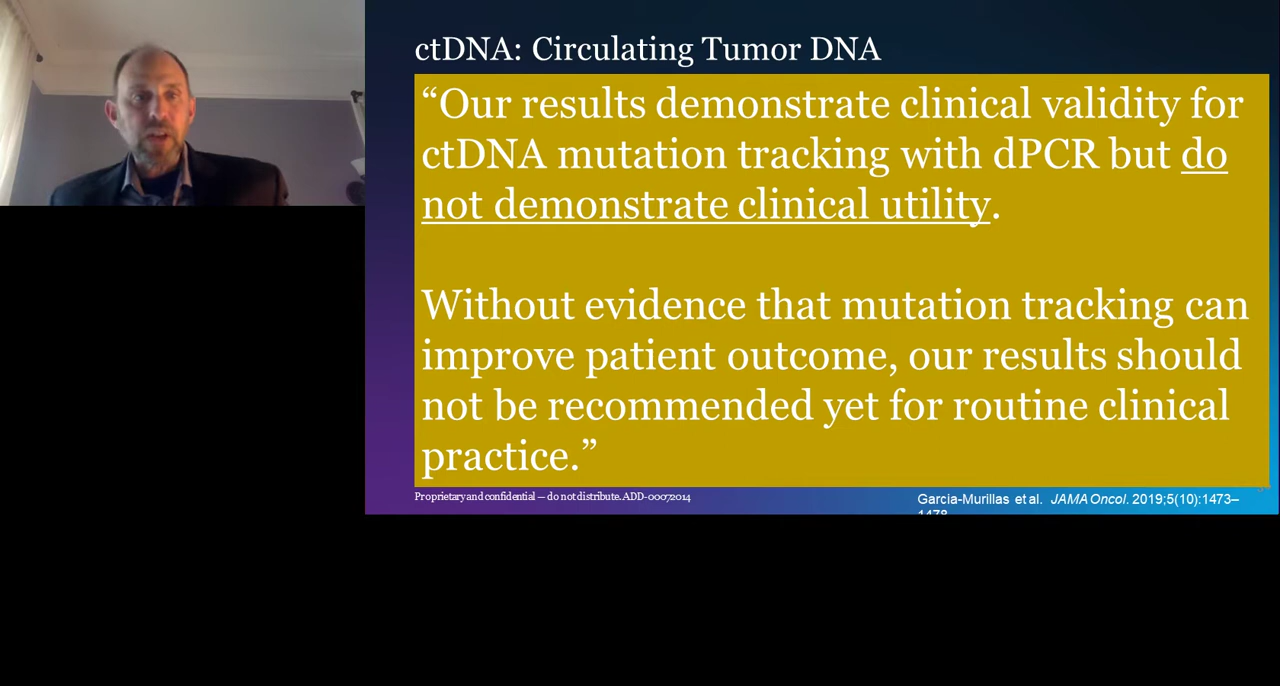 ctDNA: Circulating Tumor DNA
“Our results demonstrate clinical validity for
ctDNA mutation tracking with dPCR but do
not demonstrate clinical utility.
Without evidence that mutation tracking can
improve patient outcome, our results should
not be recommended yet for routine clinical
practice.”
Proprietary and confidential — do not distribute. ADD-00072014
Garcia-Murillas et al. JAMA Oncol. 2019;5(10):1473–
1478